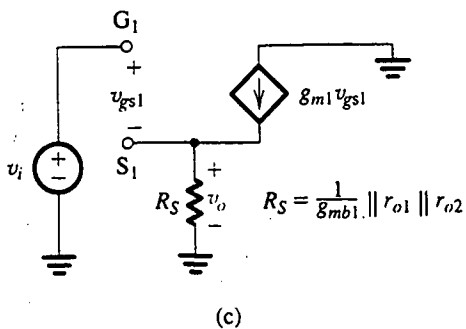 G1
+
vgs1
−
S1
gm1vgs1
+
−
vi
RS
+
vo
−
RS = 1/gmb1 || ro1 || ro2
(c)